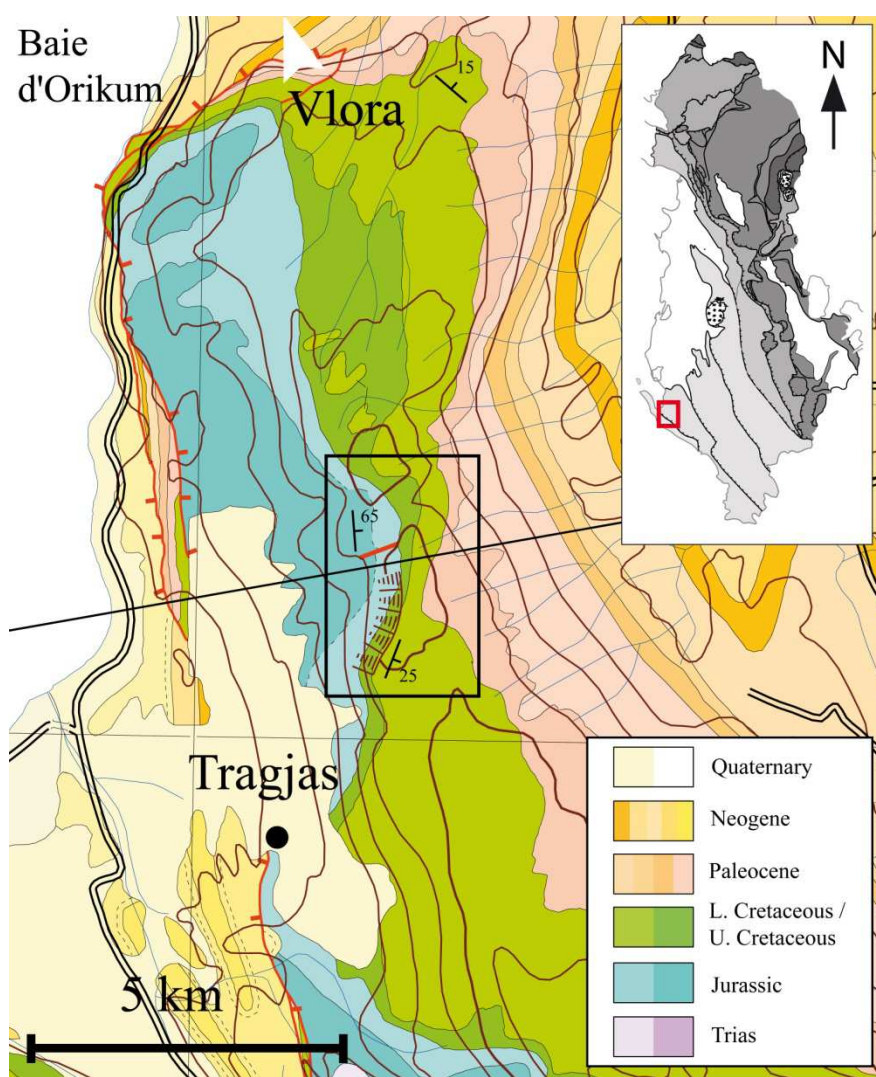 Baie
d'Orikum
Vlora
15
N
65
25
Tragjas
5 km
Quaternary
Neogene
Paleocene
L. Cretaceous /
U. Cretaceous
Jurassic
Trias